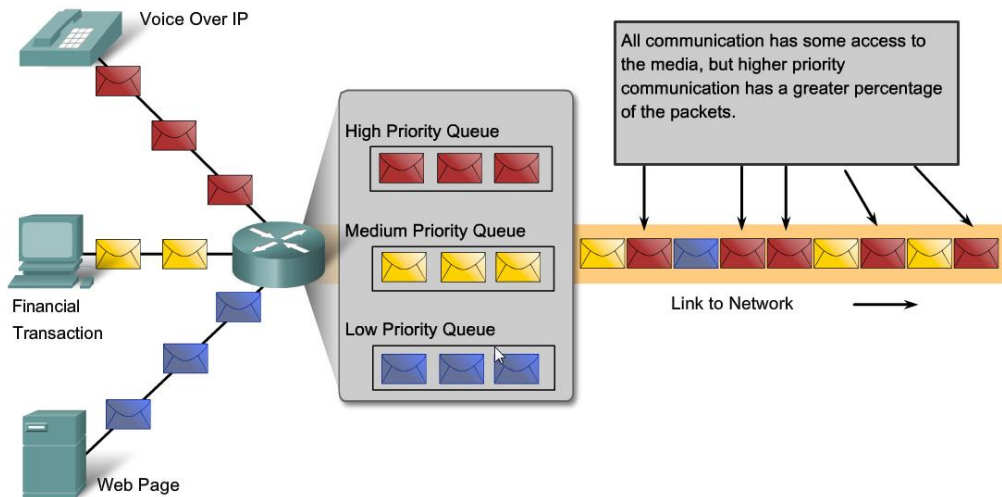 Voice Over IP
All communication has some access to
the media, but higher priority
communication has a greater percentage
of the packets.
High Priority Queue
Medium Priority Queue
Financial
Transaction
Link to Network
Low Priority Queue
Web Page